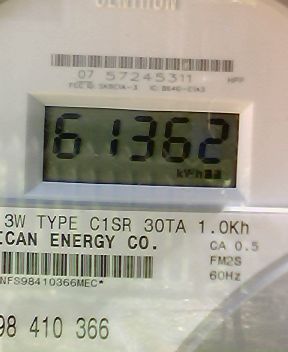 CENTRON
07 57245311 HPP
61362
kWh
3W TYPE C1SR 30TA 1.0Kh
ICAN ENERGY CO.
CA 0.5
FM2S
60Hz
NFS98410366MEC*
98 410 366